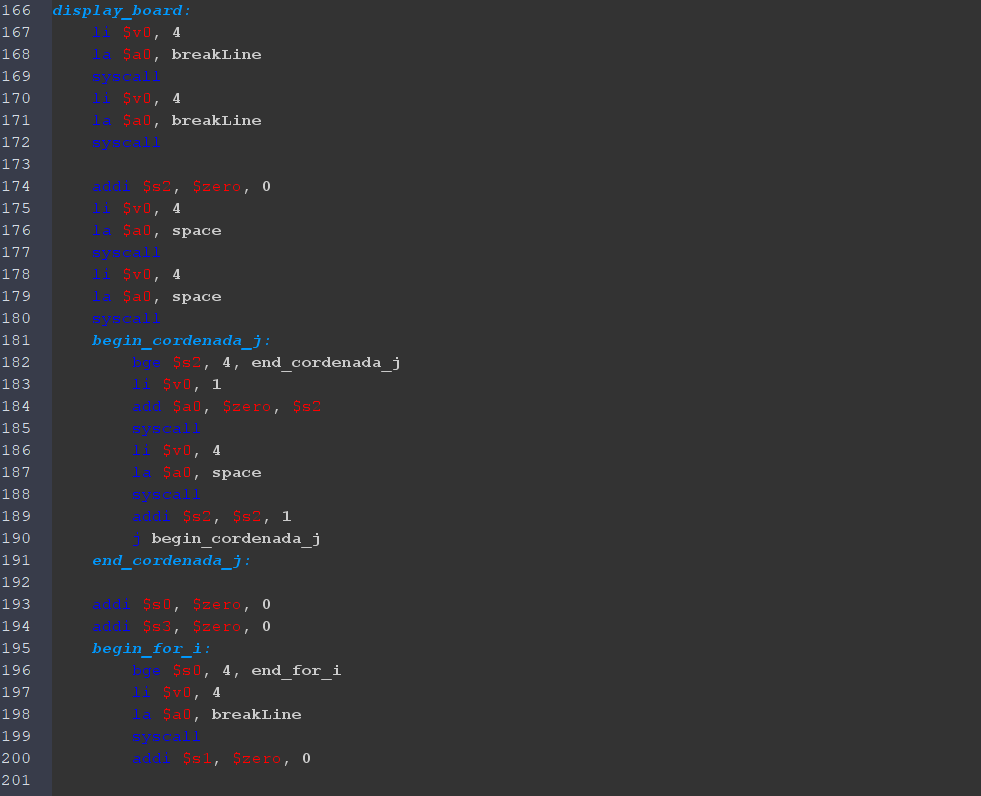 166 display_board:
167 li $v0, 4
168 la $a0, breakLine
169 syscall
170 li $v0, 4
171 la $a0, breakLine
172 syscall
173
174 addi $s2, $zero, 0
175 li $v0, 4
176 la $a0, space
177 syscall
178 li $v0, 4
179 la $a0, space
180 syscall
181 begin_cordenada_j:
182 bge $s2, 4, end_cordenada_j
183 li $v0, 1
184 add $a0, $zero, $s2
185 syscall
186 li $v0, 4
187 la $a0, space
188 syscall
189 addi $s2, $s2, 1
190 j begin_cordenada_j
191 end_cordenada_j:
192
193 addi $s0, $zero, 0
194 addi $s3, $zero, 0
195 begin_for_i:
196 bge $s0, 4, end_for_i
197 li $v0, 4
198 la $a0, breakLine
199 syscall
200 addi $s1, $zero, 0
201